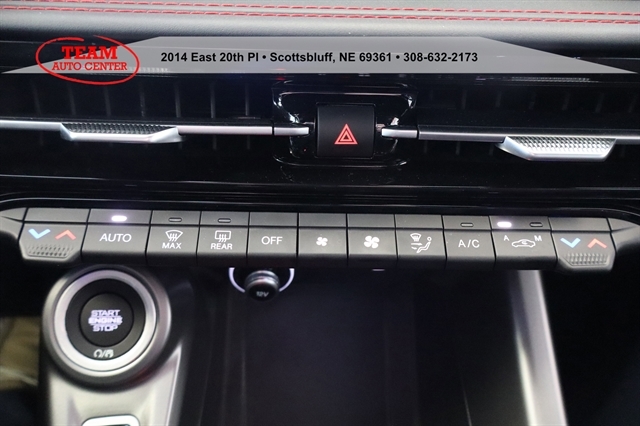 TEAM
AUTO CENTER
2014 East 20th Pl • Scottsbluff, NE 69361 • 308-632-2173
AUTO
MAX
REAR
OFF
A/C
A
M
START
ENGINE
STOP
12V